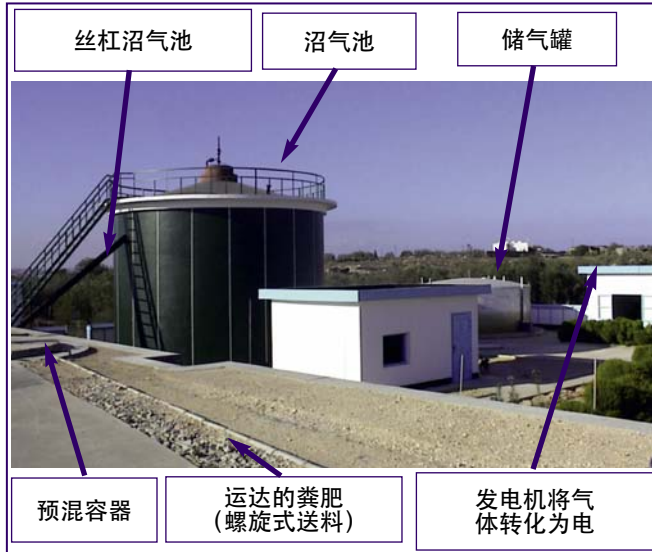 丝杠沼气池
沼气池
储气罐
预混容器
运达的粪肥
（螺旋式送料）
发电机将气
体转化为电